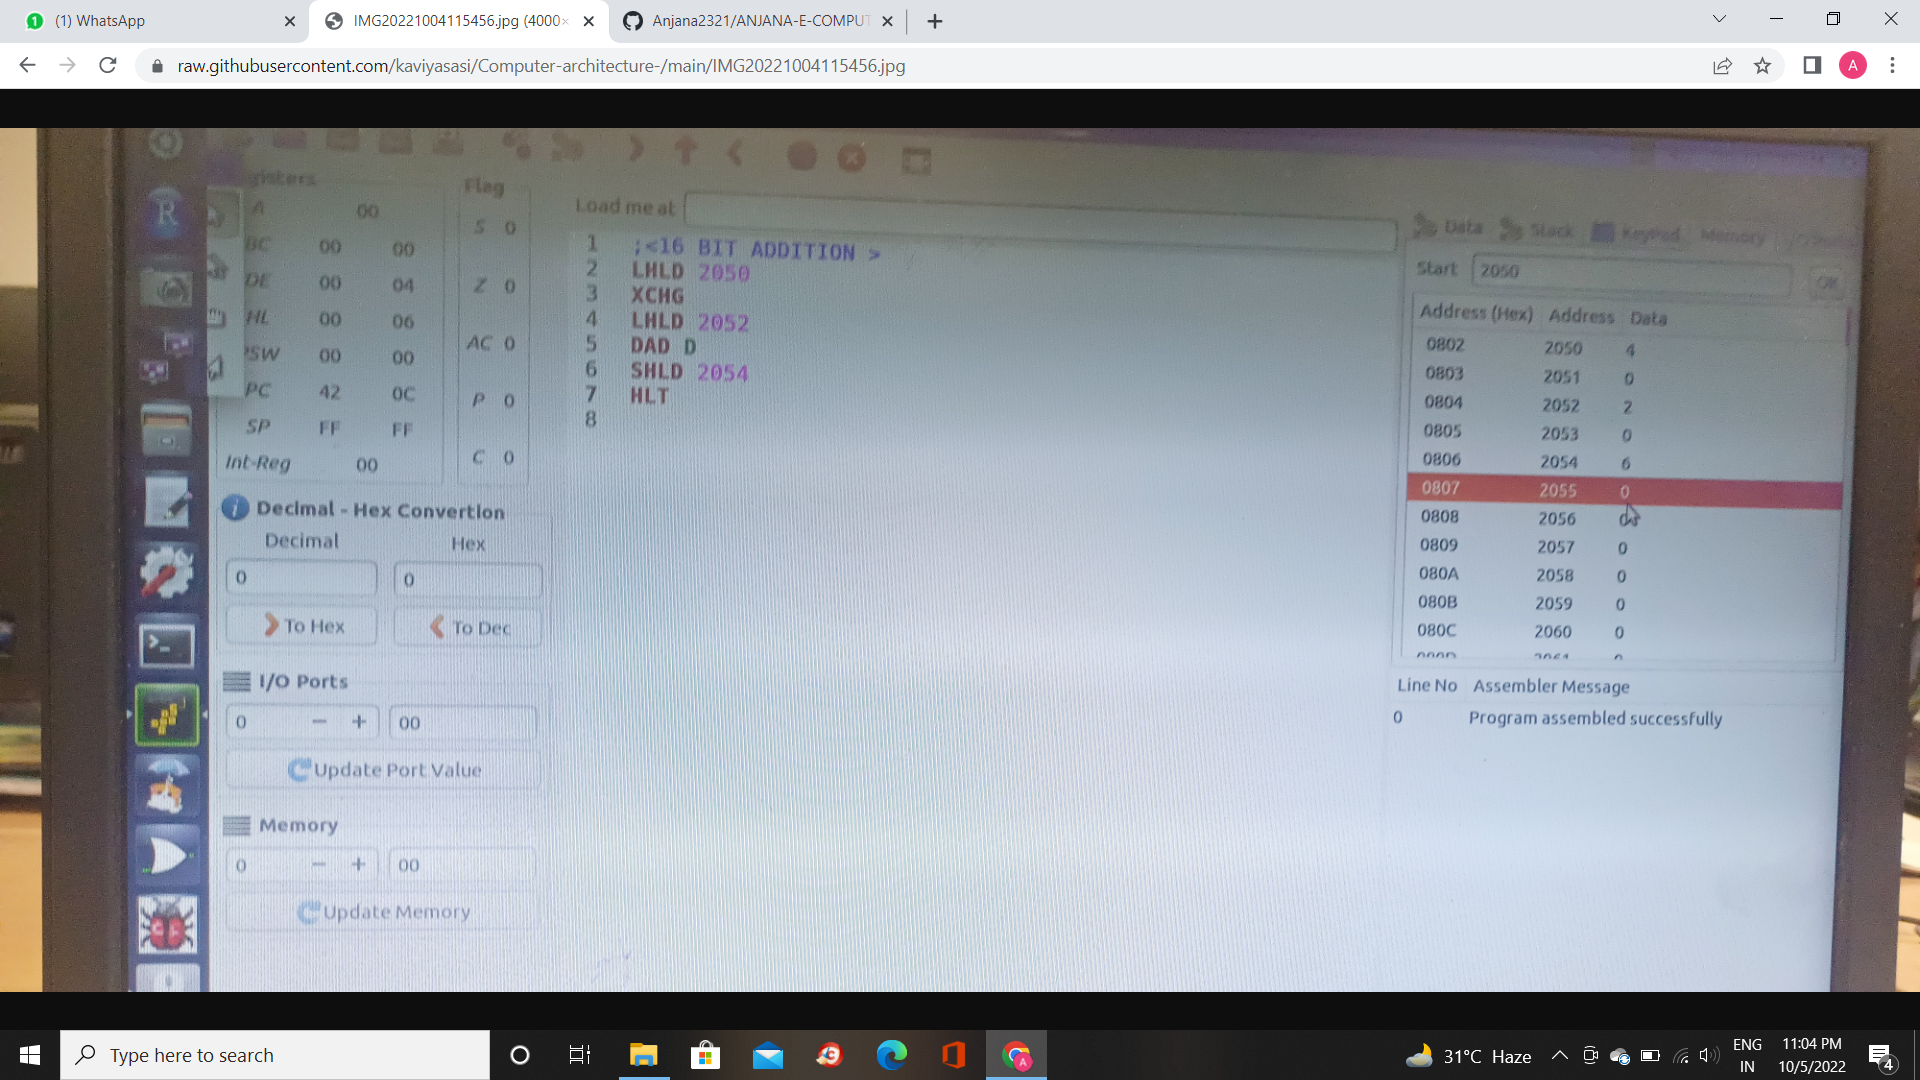 (1) WhatsApp
IMG20221004115456.jpg (4000×
Anjana2321/ANJANA-E-COMPUT
raw.githubusercontent.com/kaviyasasi/Computer-architecture-/main/IMG20221004115456.jpg
A
gisters
A 00
BC 00 00
DE 00 04
HL 00 06
PSW 00 00
PC 42 0C
SP FF FF
Int-Reg 00
Flag
S 0
Z 0
AC 0
P 0
C 0
Decimal - Hex Convertion
Decimal Hex
0 0
To Hex To Dec
I/O Ports
0 − + 00
Update Port Value
Memory
0 − + 00
Update Memory
Load me at
1 ;<16 BIT ADDITION >
2 LHLD 2050
3 XCHG
4 LHLD 2052
5 DAD D
6 SHLD 2054
7 HLT
8
Data Stack KeyPad Memory
Start 2050 OK
Address (Hex) Address Data
0802 2050 4
0803 2051 0
0804 2052 2
0805 2053 0
0806 2054 6
0807 2055 0
0808 2056 0
0809 2057 0
080A 2058 0
080B 2059 0
080C 2060 0
080D 2061 0
Line No Assembler Message
0 Program assembled successfully
Type here to search
31°C Haze
ENG
IN
11:04 PM
10/5/2022
4